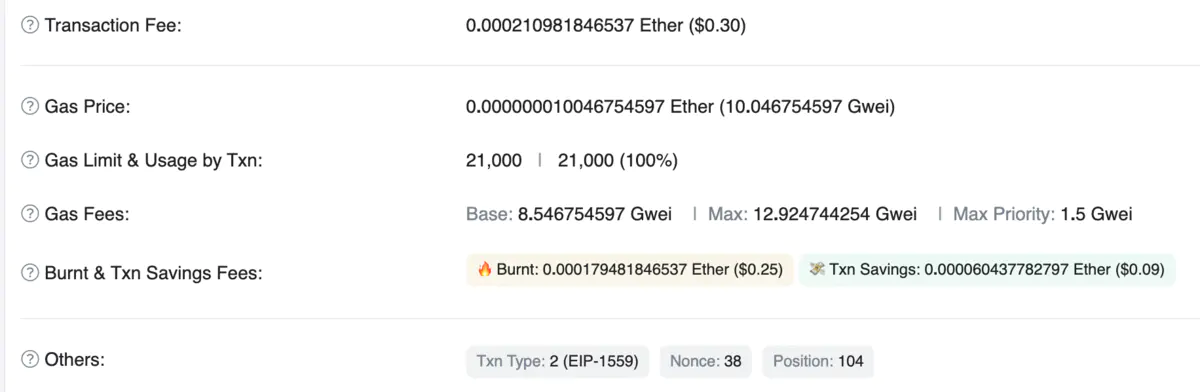 Transaction Fee: 0.000210981846537 Ether ($0.30)
Gas Price: 0.000000010046754597 Ether (10.046754597 Gwei)
Gas Limit & Usage by Txn: 21,000 | 21,000 (100%)
Gas Fees: Base: 8.546754597 Gwei | Max: 12.924744254 Gwei | Max Priority: 1.5 Gwei
Burnt & Txn Savings Fees: 🔥 Burnt: 0.000179481846537 Ether ($0.25) 💸 Txn Savings: 0.000060437782797 Ether ($0.09)
Others: Txn Type: 2 (EIP-1559) Nonce: 38 Position: 104